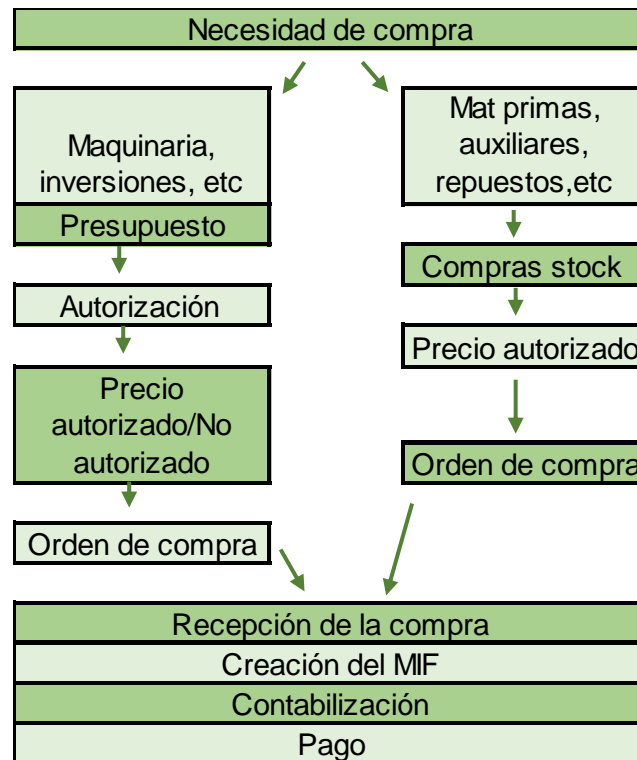 Necesidad de compra
Maquinaria,
inversiones, etc
Presupuesto
Autorización
Precio
autorizado/No
autorizado
Orden de compra
Mat primas,
auxiliares,
repuestos,etc
Compras stock
Precio autorizado
Orden de compra
Recepción de la compra
Creación del MIF
Contabilización
Pago